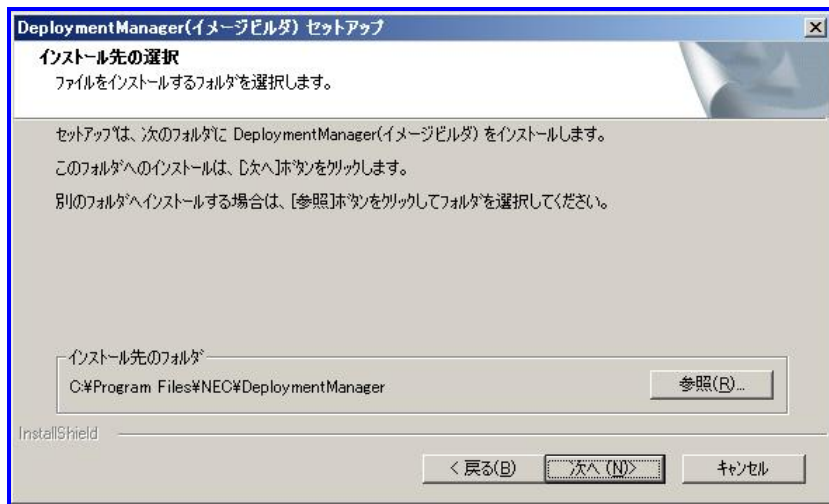 DeploymentManager(イメージビルダ) セットアップ
インストール先の選択
ファイルをインストールするフォルダを選択します。
セットアップは、次のフォルダに DeploymentManager(イメージビルダ) をインストールします。
このフォルダへのインストールは、[次へ]ボタンをクリックします。
別のフォルダへインストールする場合は、[参照]ボタンをクリックしてフォルダを選択してください。
インストール先のフォルダ
C:¥Program Files¥NEC¥DeploymentManager
参照(R)...
InstallShield
< 戻る(B)
次へ (N)>
キャンセル